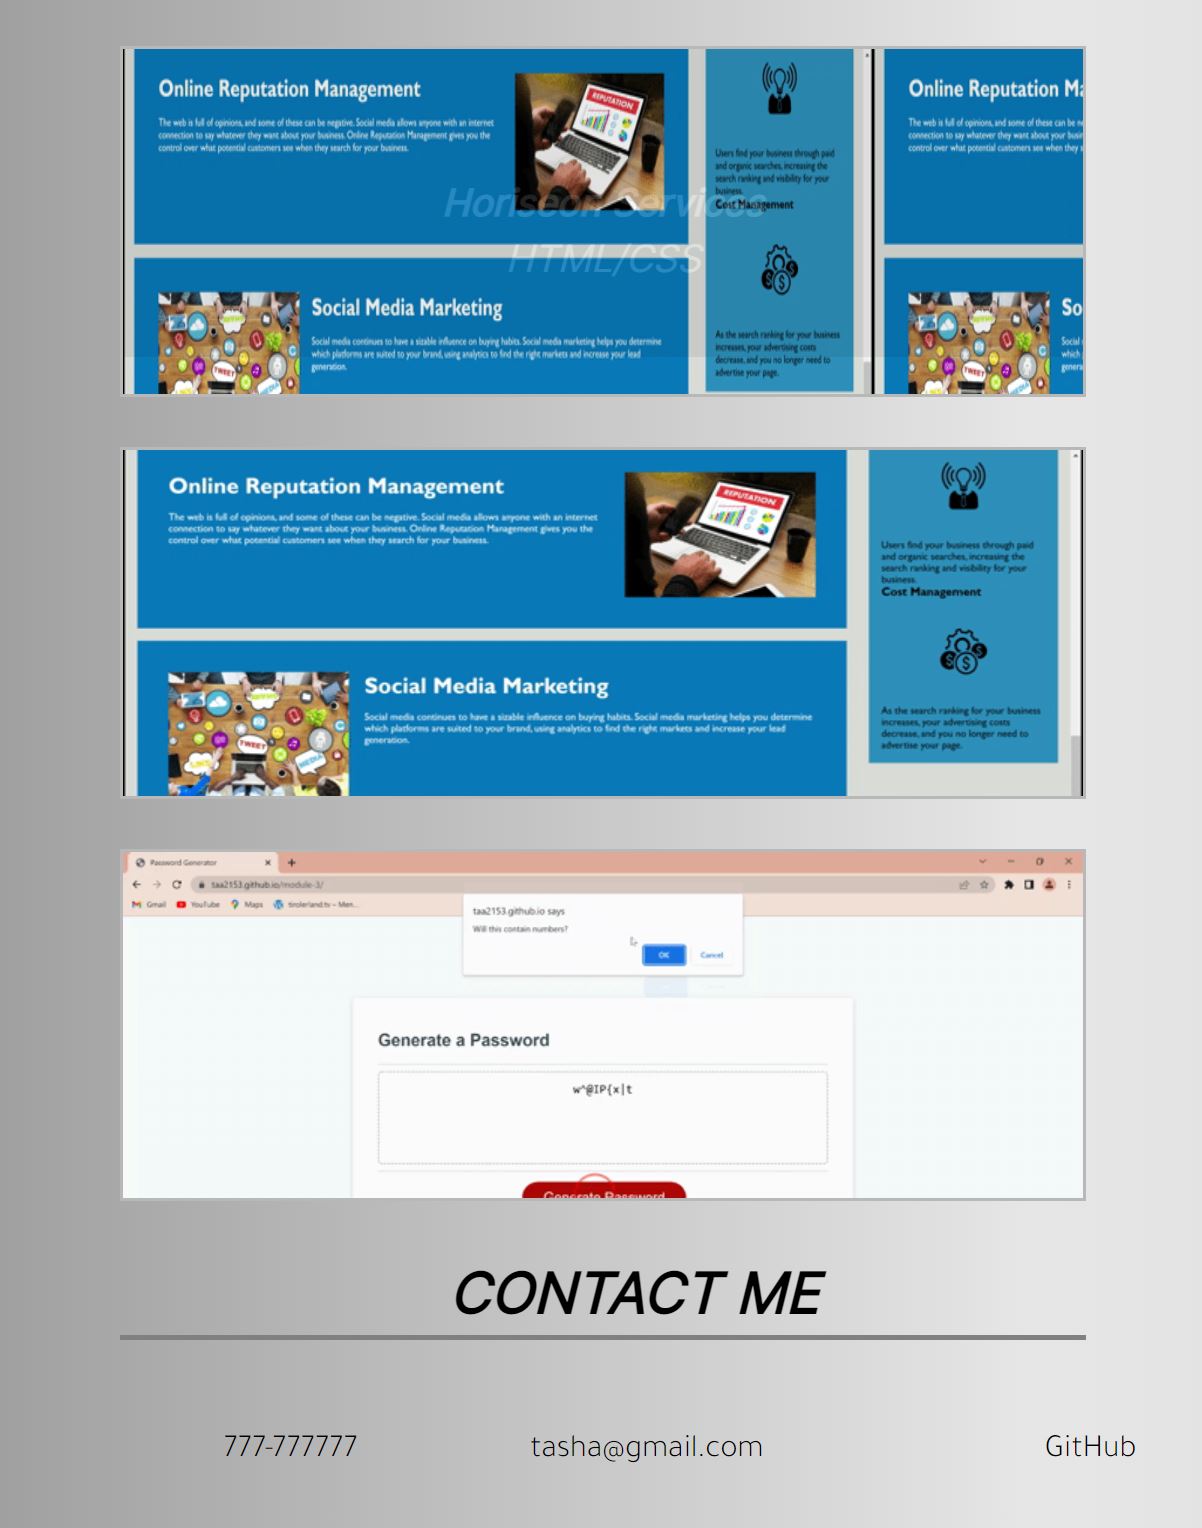 Online Reputation Management
The web is full of opinions, and some of these can be negative. Social media allows anyone with an internet
connection to say whatever they want about your business. Online Reputation Management gives you the
control over what potential customers see when they search for your business.
REPUTATION
Users find your business through paid
and organic searches, increasing the
search ranking and visibility for your
business.
Cost Management
Horiseon Services
HTML/CSS
Social Media Marketing
Social media continues to have a sizable influence on buying habits. Social media marketing helps you determine
which platforms are suited to your brand, using analytics to find the right markets and increase your lead
generation.
TWEET
As the search ranking for your business
increases, your advertising costs
decrease, and you no longer need to
advertise your page.
Online Reputation Ma
The web is full of opinions, and some of these can be ne
connection to say whatever they want about your busin
control over what potential customers see when they s
So
Social
which
genera
TWEET
Online Reputation Management
The web is full of opinions, and some of these can be negative. Social media allows anyone with an internet
connection to say whatever they want about your business. Online Reputation Management gives you the
control over what potential customers see when they search for your business.
REPUTATION
Users find your business through paid
and organic searches, increasing the
search ranking and visibility for your
business.
Cost Management
Social Media Marketing
Social media continues to have a sizable influence on buying habits. Social media marketing helps you determine
which platforms are suited to your brand, using analytics to find the right markets and increase your lead
generation.
TWEET
MEDIA
As the search ranking for your business
increases, your advertising costs
decrease, and you no longer need to
advertise your page.
Password Generator
taa2153.github.io/module-3/
Gmail YouTube Maps tirolerland.tv – Men...
taa2153.github.io says
Will this contain numbers?
OK Cancel
Generate a Password
w^@IP{x|t
Generate Password
CONTACT ME
777-777777 tasha@gmail.com GitHub